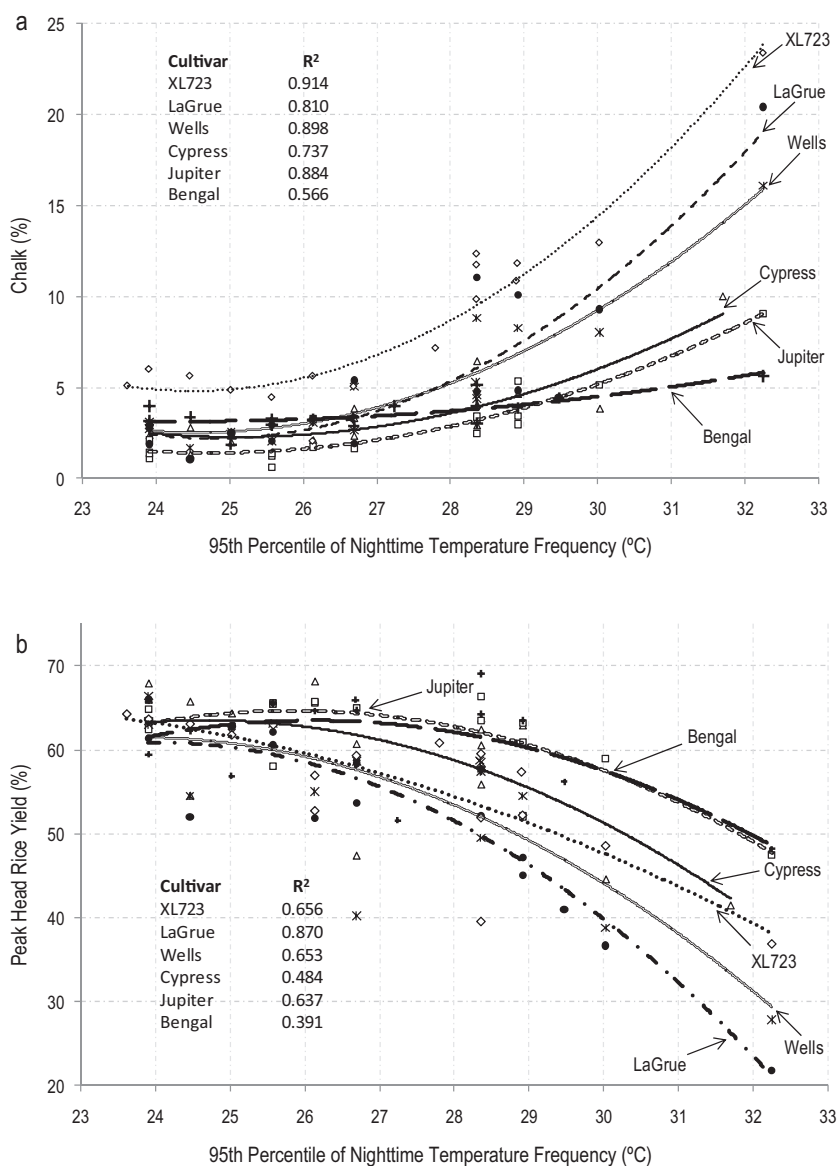 a
Cultivar R²
XL723 0.914
LaGrue 0.810
Wells 0.898
Cypress 0.737
Jupiter 0.884
Bengal 0.566
XL723
LaGrue
Wells
Cypress
Jupiter
Bengal
Chalk (%)
25
20
15
10
5
0
23 24 25 26 27 28 29 30 31 32 33
95th Percentile of Nighttime Temperature Frequency (ºC)
b
Jupiter
Bengal
Cypress
XL723
Wells
LaGrue
Cultivar R²
XL723 0.656
LaGrue 0.870
Wells 0.653
Cypress 0.484
Jupiter 0.637
Bengal 0.391
Peak Head Rice Yield (%)
70
60
50
40
30
20
23 24 25 26 27 28 29 30 31 32 33
95th Percentile of Nighttime Temperature Frequency (ºC)